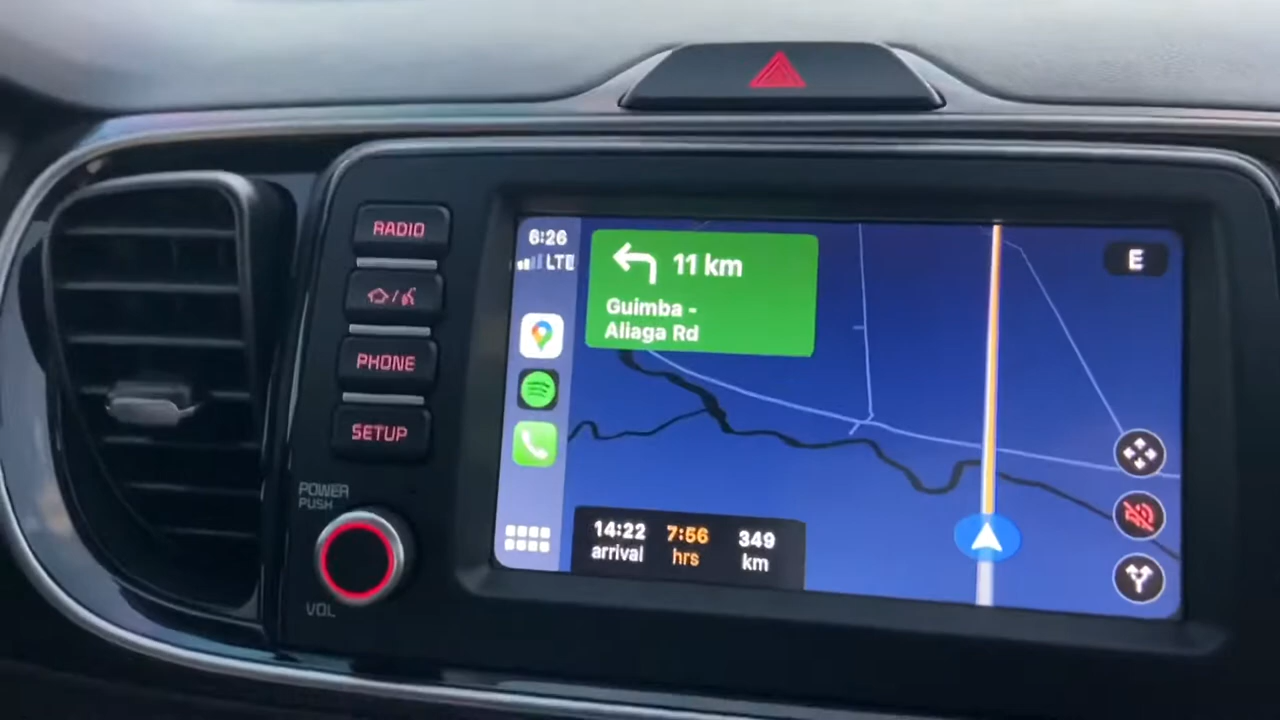 RADIO
PHONE
SETUP
POWER
PUSH
VOL
6:26
LTE
11 km
Guimba -
Aliaga Rd
E
14:22 7:56 349
arrival hrs km